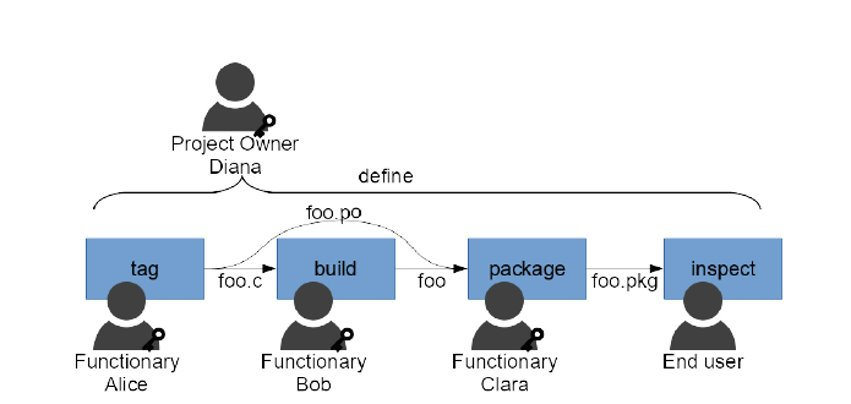 Project Owner
Diana
define
foo.po
tag
build
package
inspect
foo.c
foo
foo.pkg
Functionary
Alice
Functionary
Bob
Functionary
Clara
End user